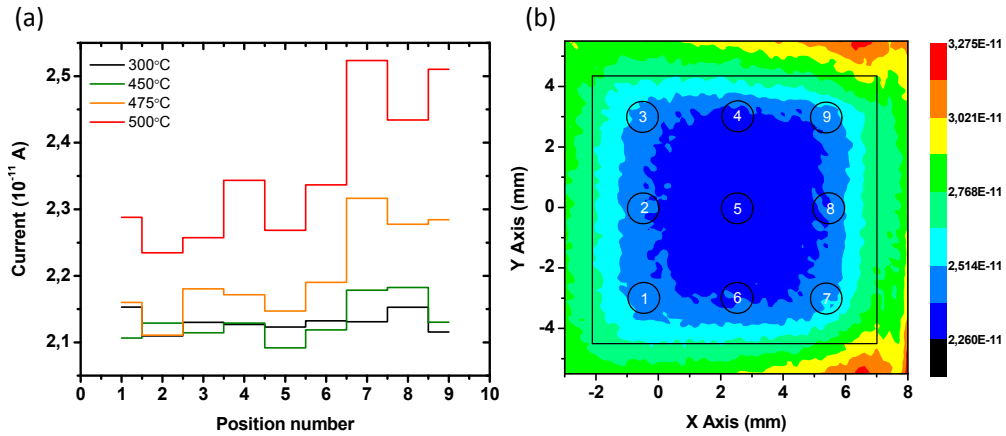 (a)
2,5
2,4
2,3
2,2
2,1
Current (10⁻¹¹ A)
300°C
450°C
475°C
500°C
0 1 2 3 4 5 6 7 8 9 10
Position number
(b)
4
2
0
-2
-4
Y Axis (mm)
3 4 9
2 5 8
1 6 7
-2 0 2 4 6 8
X Axis (mm)
3,275E-11
3,021E-11
2,768E-11
2,514E-11
2,260E-11